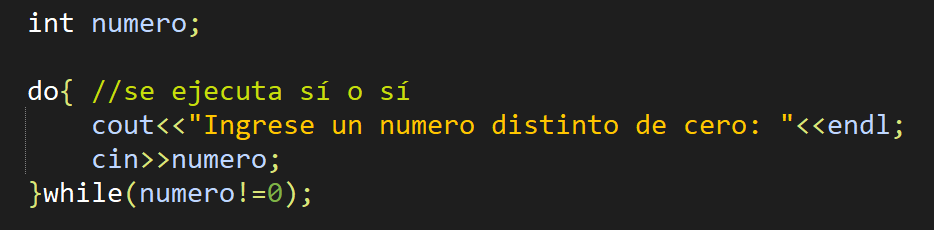 int numero;
do{ //se ejecuta sí o sí
cout<<"Ingrese un numero distinto de cero: "<<endl;
cin>>numero;
}while(numero!=0);